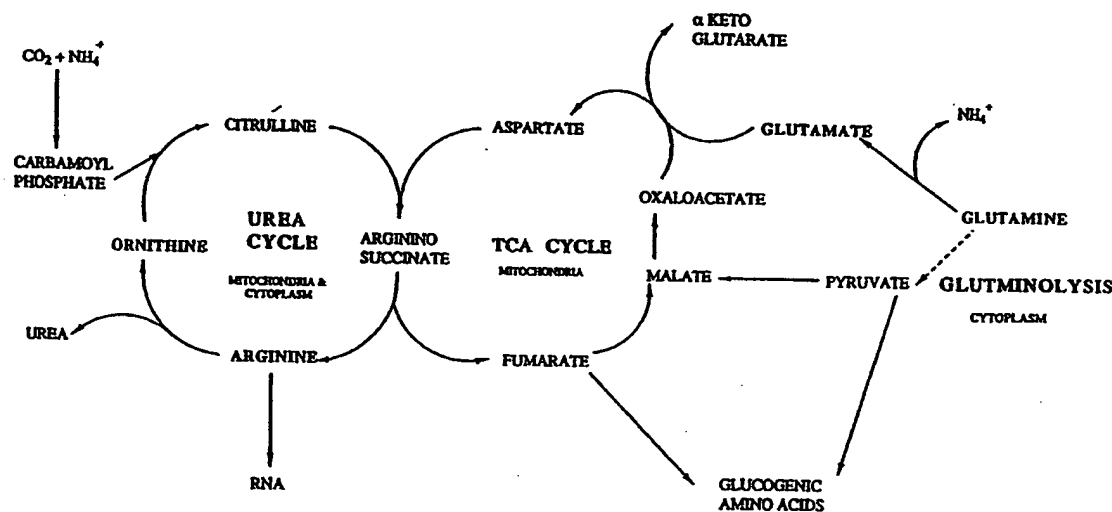 α KETO
GLUTARATE
CO₂ + NH₄⁺
CITRULLINE
ASPARTATE
GLUTAMATE
NH₄⁺
CARBAMOYL
PHOSPHATE
OXALOACETATE
GLUTAMINE
UREA
CYCLE
ORNITHINE
ARGININO
SUCCINATE
TCA CYCLE
MITOCHONDRIA
MITOCHONDRIA &
CYTOPLASM
MALATE
PYRUVATE
GLUTMINOLYSIS
CYTOPLASM
UREA
ARGININE
FUMARATE
RNA
GLUCOGENIC
AMINO ACIDS